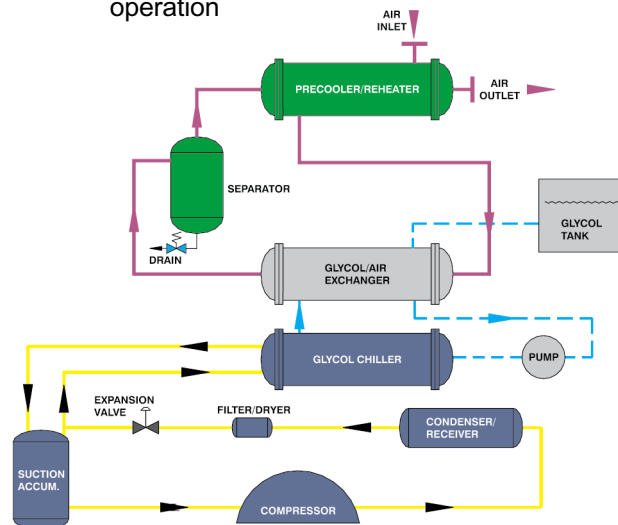 operation
AIR
INLET
PRECOOLER/REHEATER
AIR
OUTLET
SEPARATOR
GLYCOL
TANK
DRAIN
GLYCOL/AIR
EXCHANGER
GLYCOL CHILLER
PUMP
EXPANSION
VALVE
FILTER/DRYER
CONDENSER/
RECEIVER
SUCTION
ACCUM.
COMPRESSOR